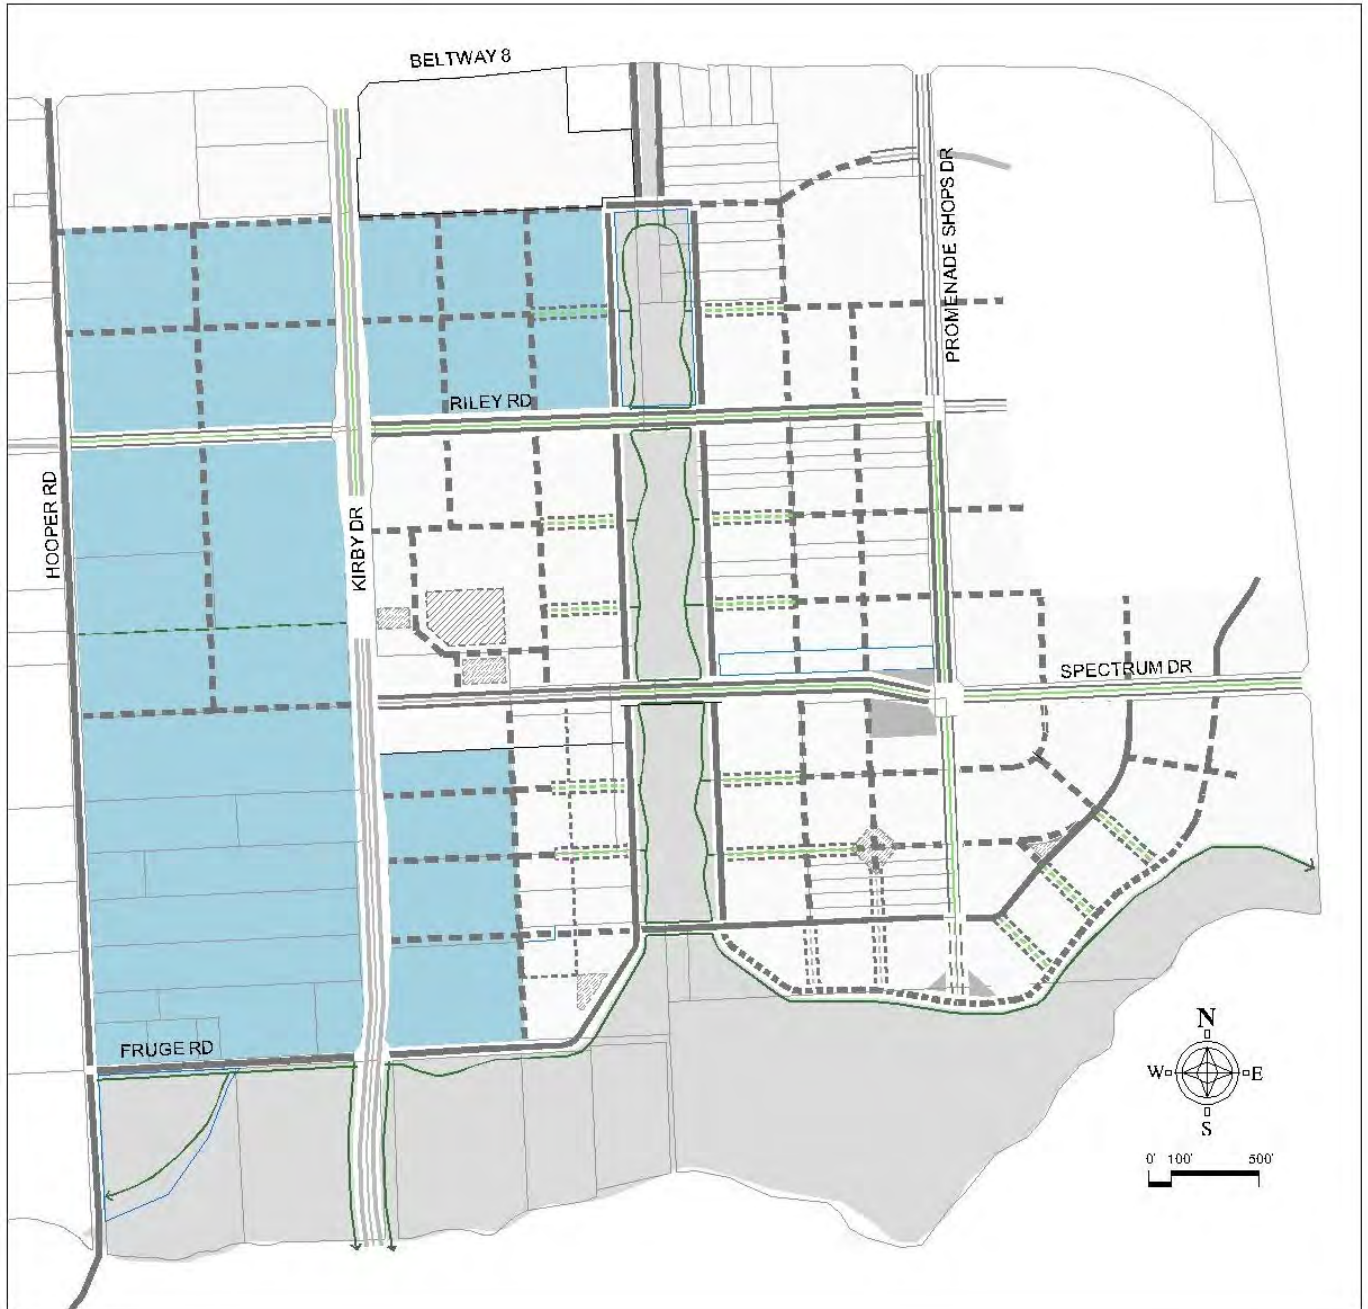 BELTWAY 8
PROMENADE SHOPS DR
RILEY RD
HOOPER RD
KIRBY DR
SPECTRUM DR
FRUGE RD
N
W E
S
0' 100' 500'